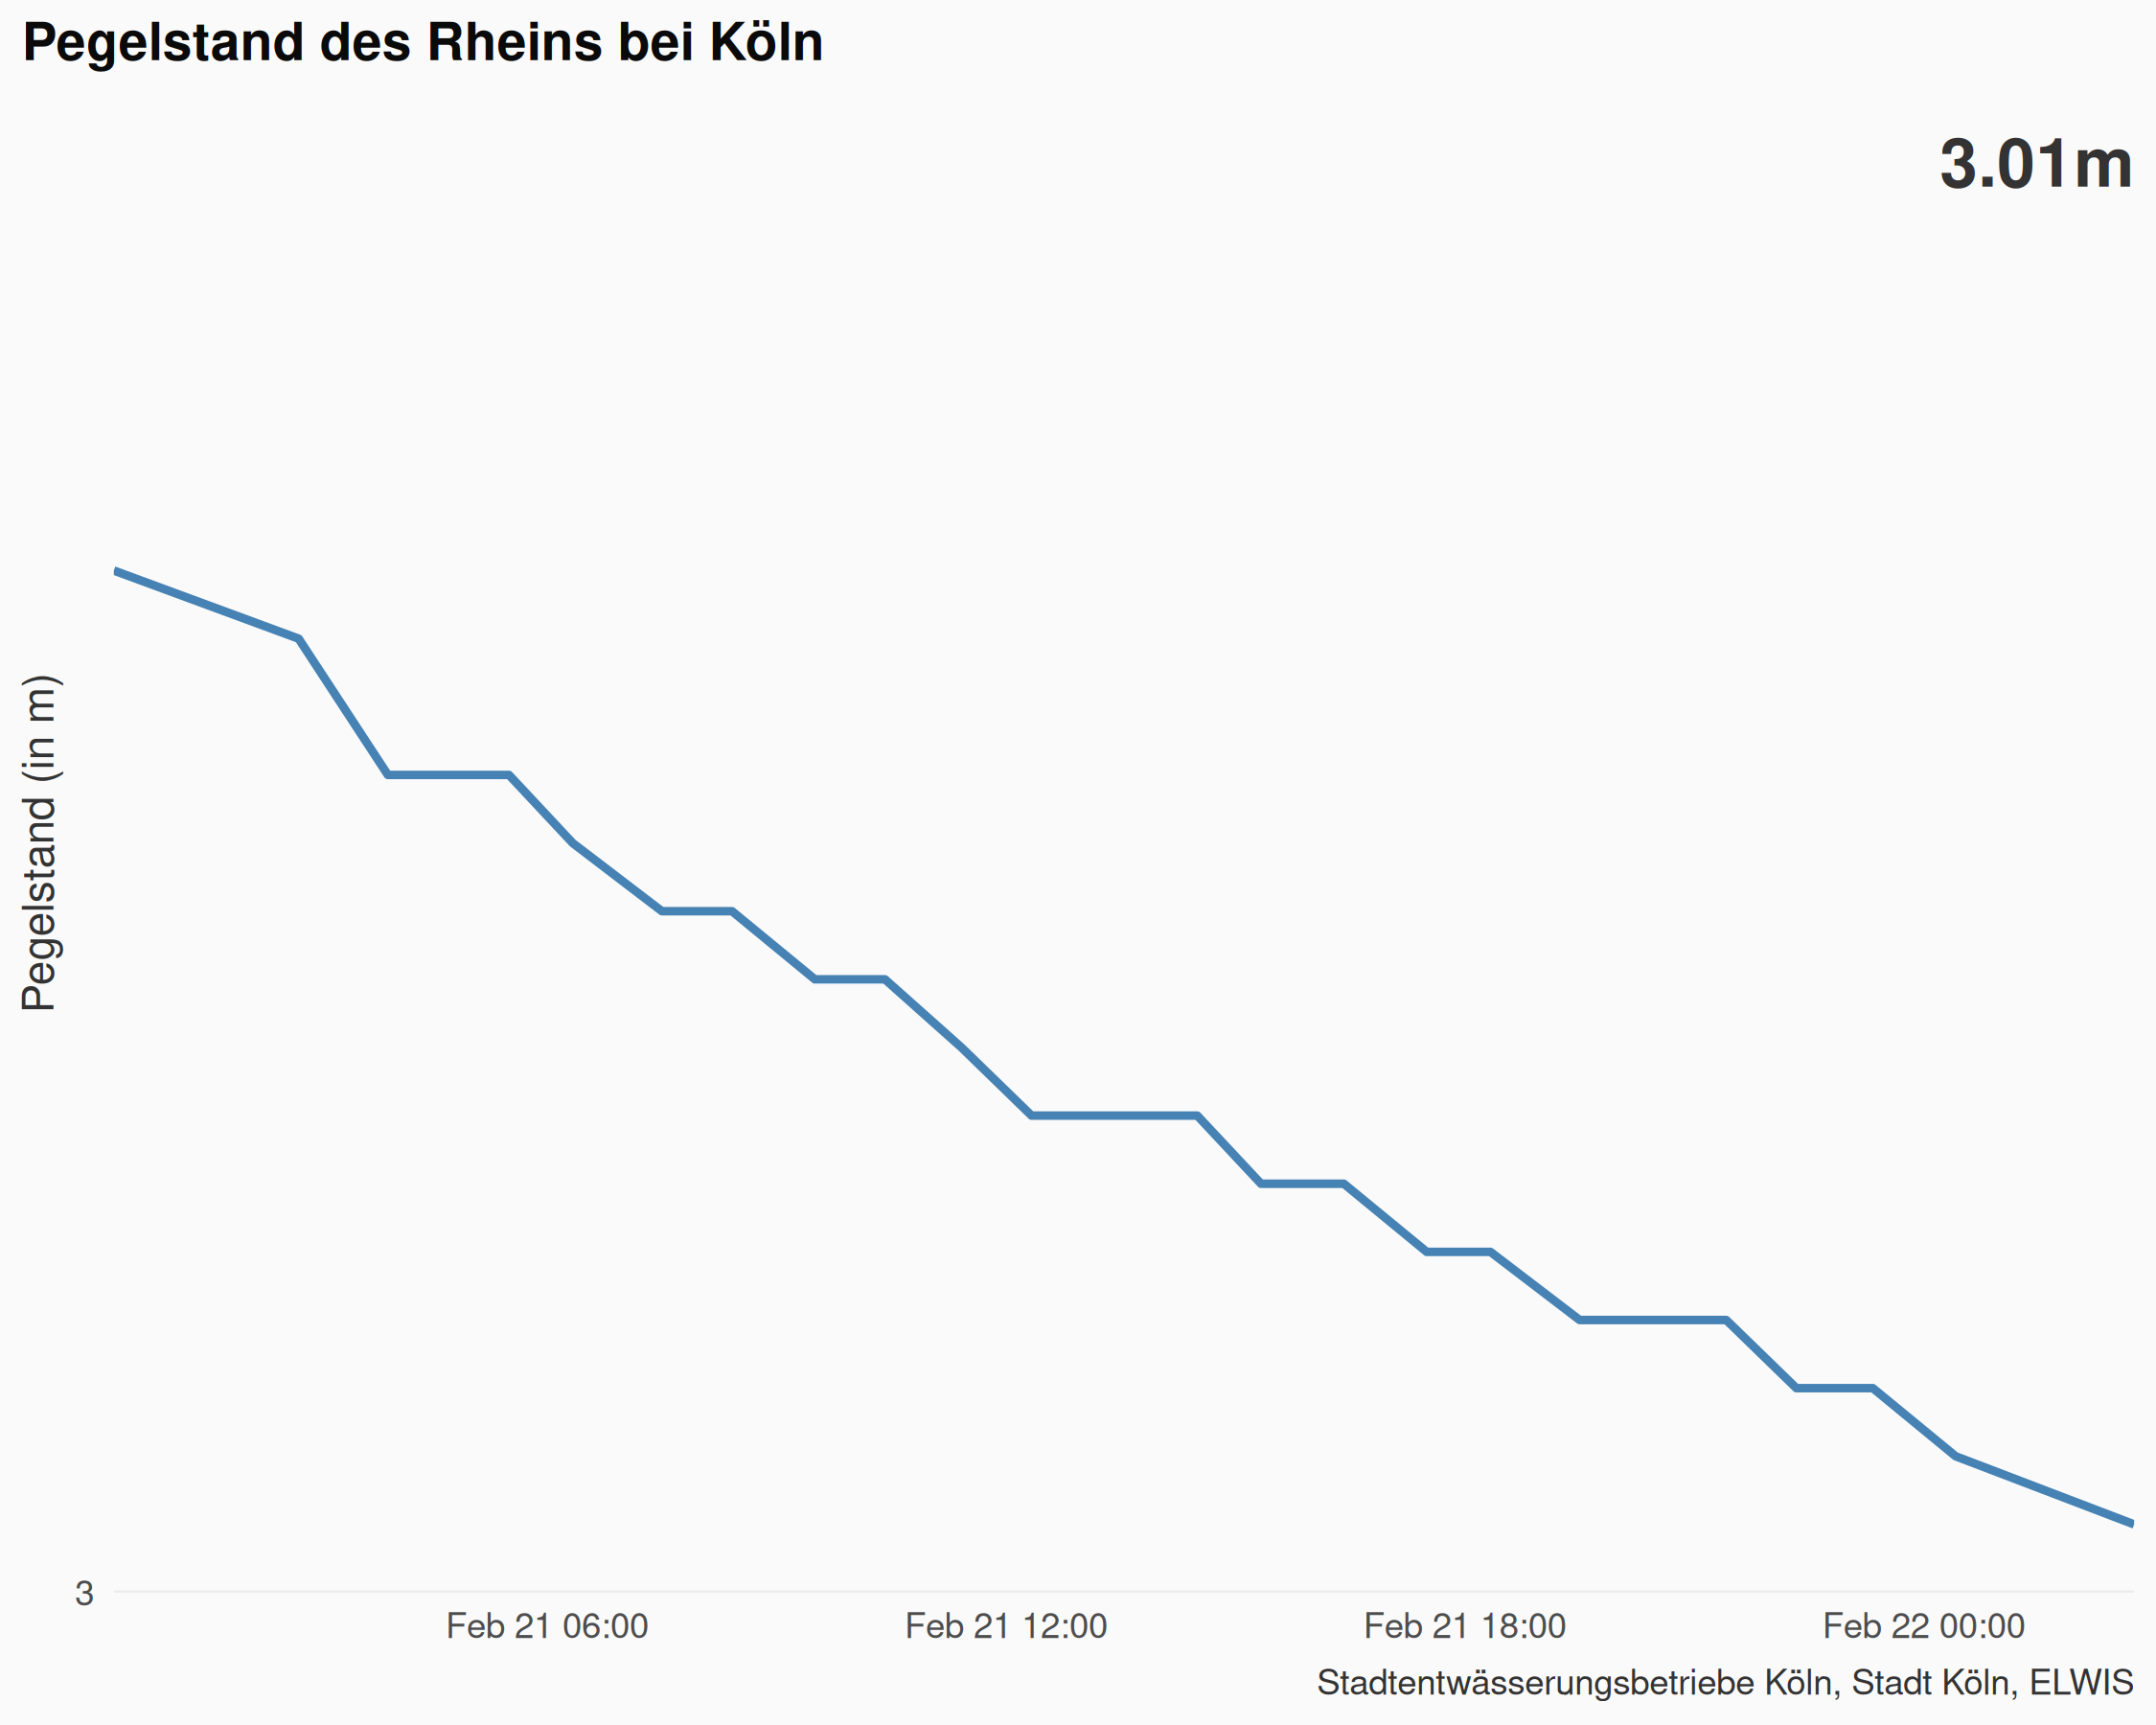 Pegelstand des Rheins bei Köln
3.01m
Pegelstand (in m)
3
Feb 21 06:00
Feb 21 12:00
Feb 21 18:00
Feb 22 00:00
Stadtentwässerungsbetriebe Köln, Stadt Köln, ELWIS